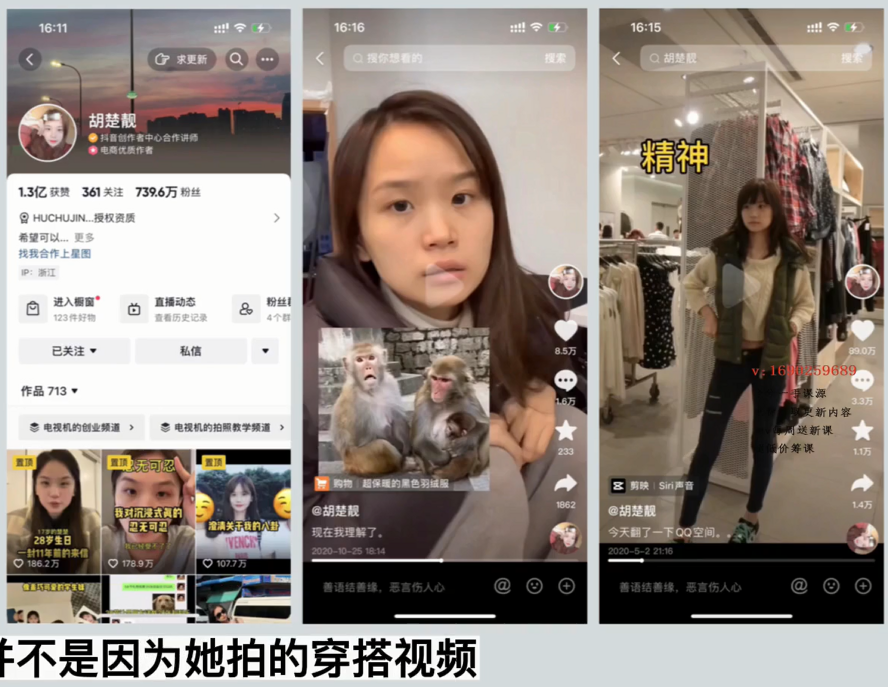 16:11
求更新
胡楚靓
抖音创作者中心合作讲师
电商优质作者
1.3亿 获赞 361 关注 739.6万 粉丝
HUCHUJIN...授权资质
希望可以... 更多
找我合作上星图
IP：浙江
进入橱窗
123件好物
直播动态
查看历史记录
粉丝群
4个群
已关注
私信
作品 713
电视机的创业频道
电视机的拍照教学频道
置顶
17岁的楚楚
28岁生日
一封11年前的来信
186.2万
置顶
忍无可忍
我对沉浸式真的
忍无可忍
178.9万
置顶
澄清关于我的八卦
107.7万
16:16
搜你想看的
搜索
8.5万
1.6万
233
1862
购物 | 超保暖的黑色羽绒服
@胡楚靓
现在我理解了。
2020-10-25 18:14
善语结善缘，恶言伤人心
16:15
胡楚靓
搜索
精神
89.0万
3.3万
1.1万
1.4万
课源
新内容
周送新课
价筹课
剪映 | Siri声音
@胡楚靓
今天翻了一下QQ空间。。
2020-5-2 21:16
善语结善缘，恶言伤人心
并不是因为她拍的穿搭视频